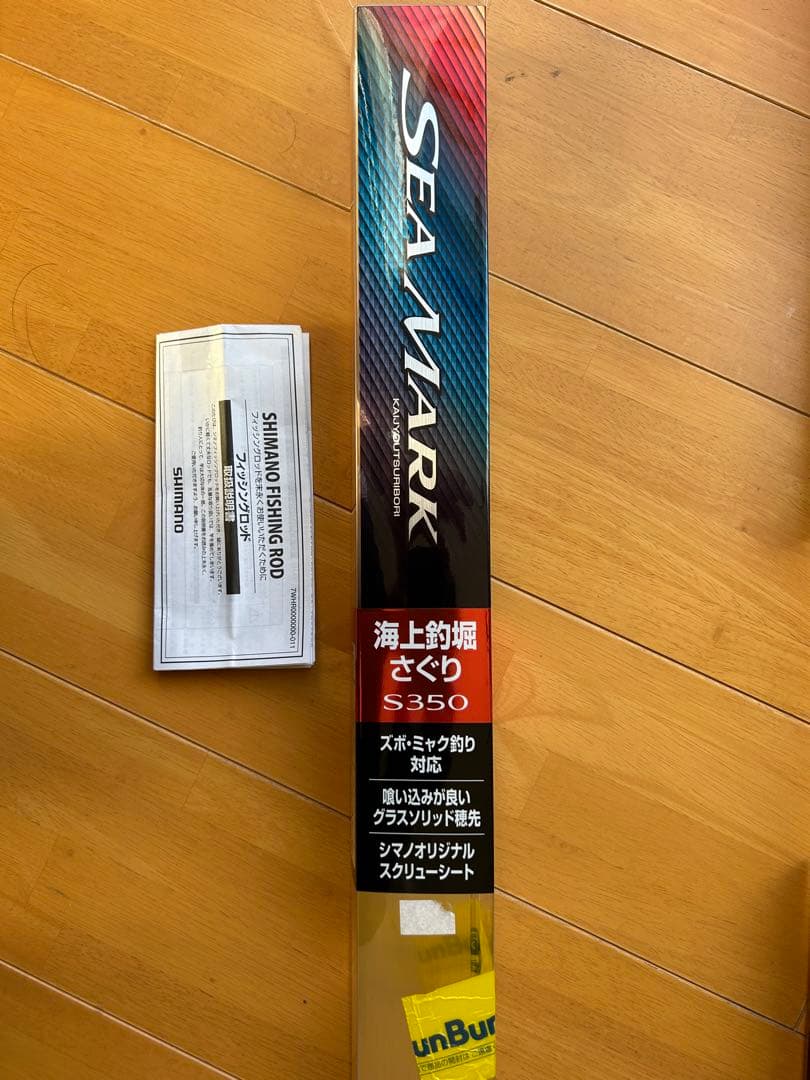 SEA MARK
KAIJYOUTSURIBORI
海上釣堀
さぐり
S350
ズボ・ミャク釣り
対応
喰い込みが良い
グラスソリッド穂先
シマノオリジナル
スクリューシート
unBu
SHIMANO FISHING ROD
フィッシングロッドを末永くお使いいただくために
フィッシングロッド
取扱説明書
SHIMANO
7WHR0000000-011